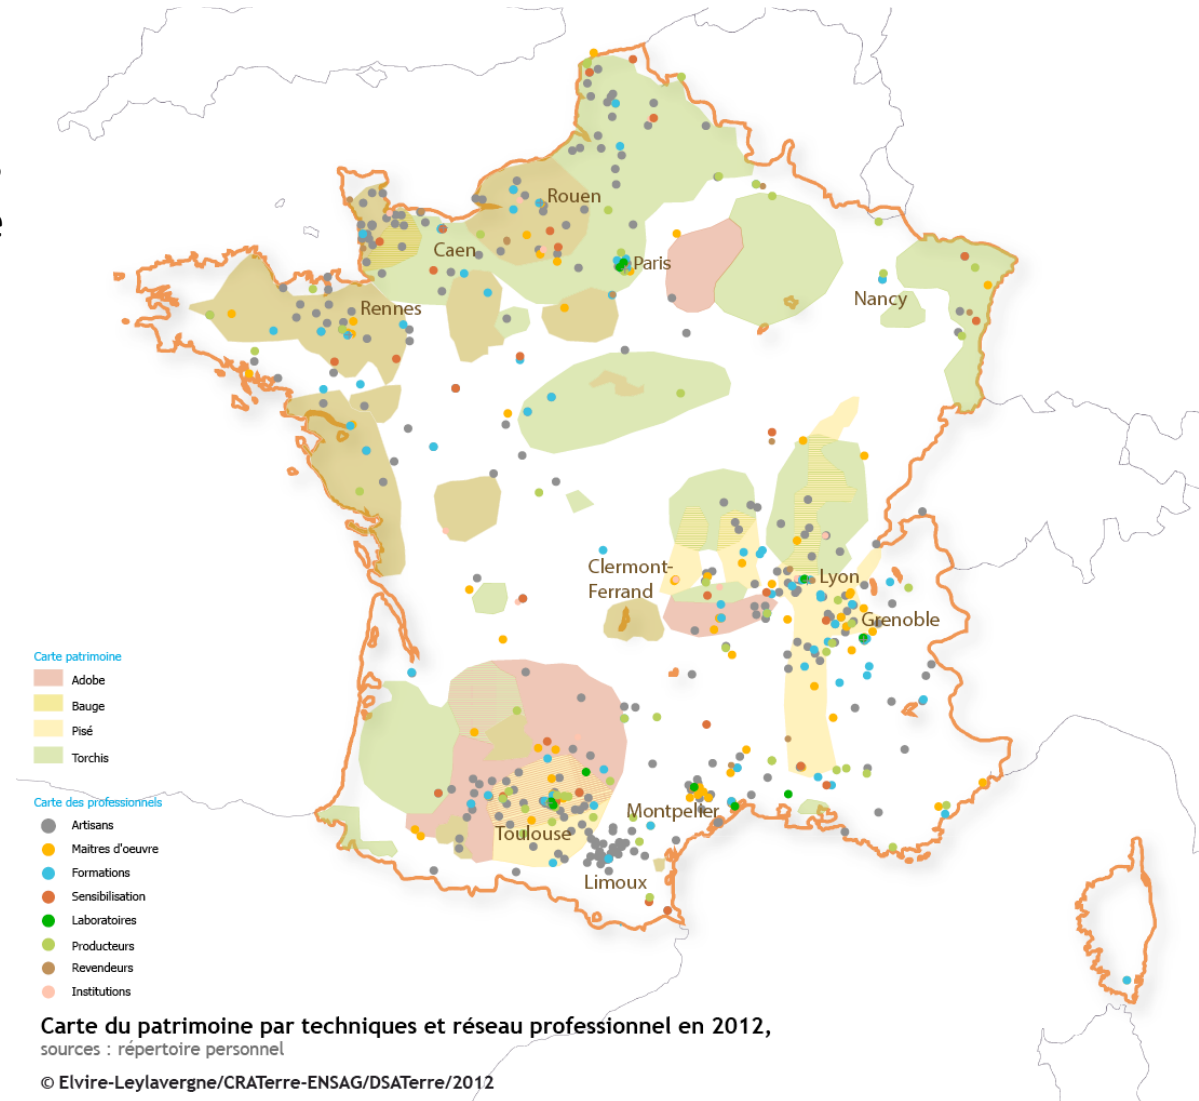 Rouen
Caen
Paris
Rennes
Nancy
Clermont-
Ferrand
Lyon
Grenoble
Montpelier
Toulouse
Limoux
Carte patrimoine
Adobe
Bauge
Pisé
Torchis
Carte des professionnels
Artisans
Maitres d'oeuvre
Formations
Sensibilisation
Laboratoires
Producteurs
Revendeurs
Institutions
Carte du patrimoine par techniques et réseau professionnel en 2012,
sources : répertoire personnel
© Elvire-Leylavergne/CRATerre-ENSAG/DSATerre/2012